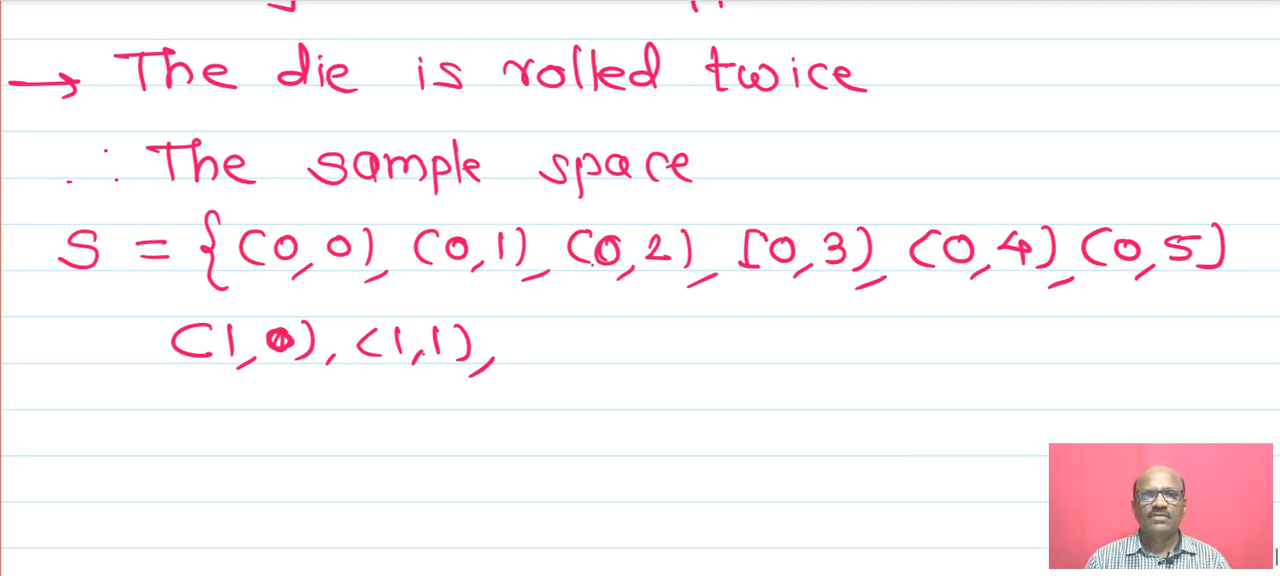 → The die is rolled twice
∴ The sample space
S = {(0,0), (0,1), (0,2), (0,3), (0,4), (0,5)
(1,0), (1,1),